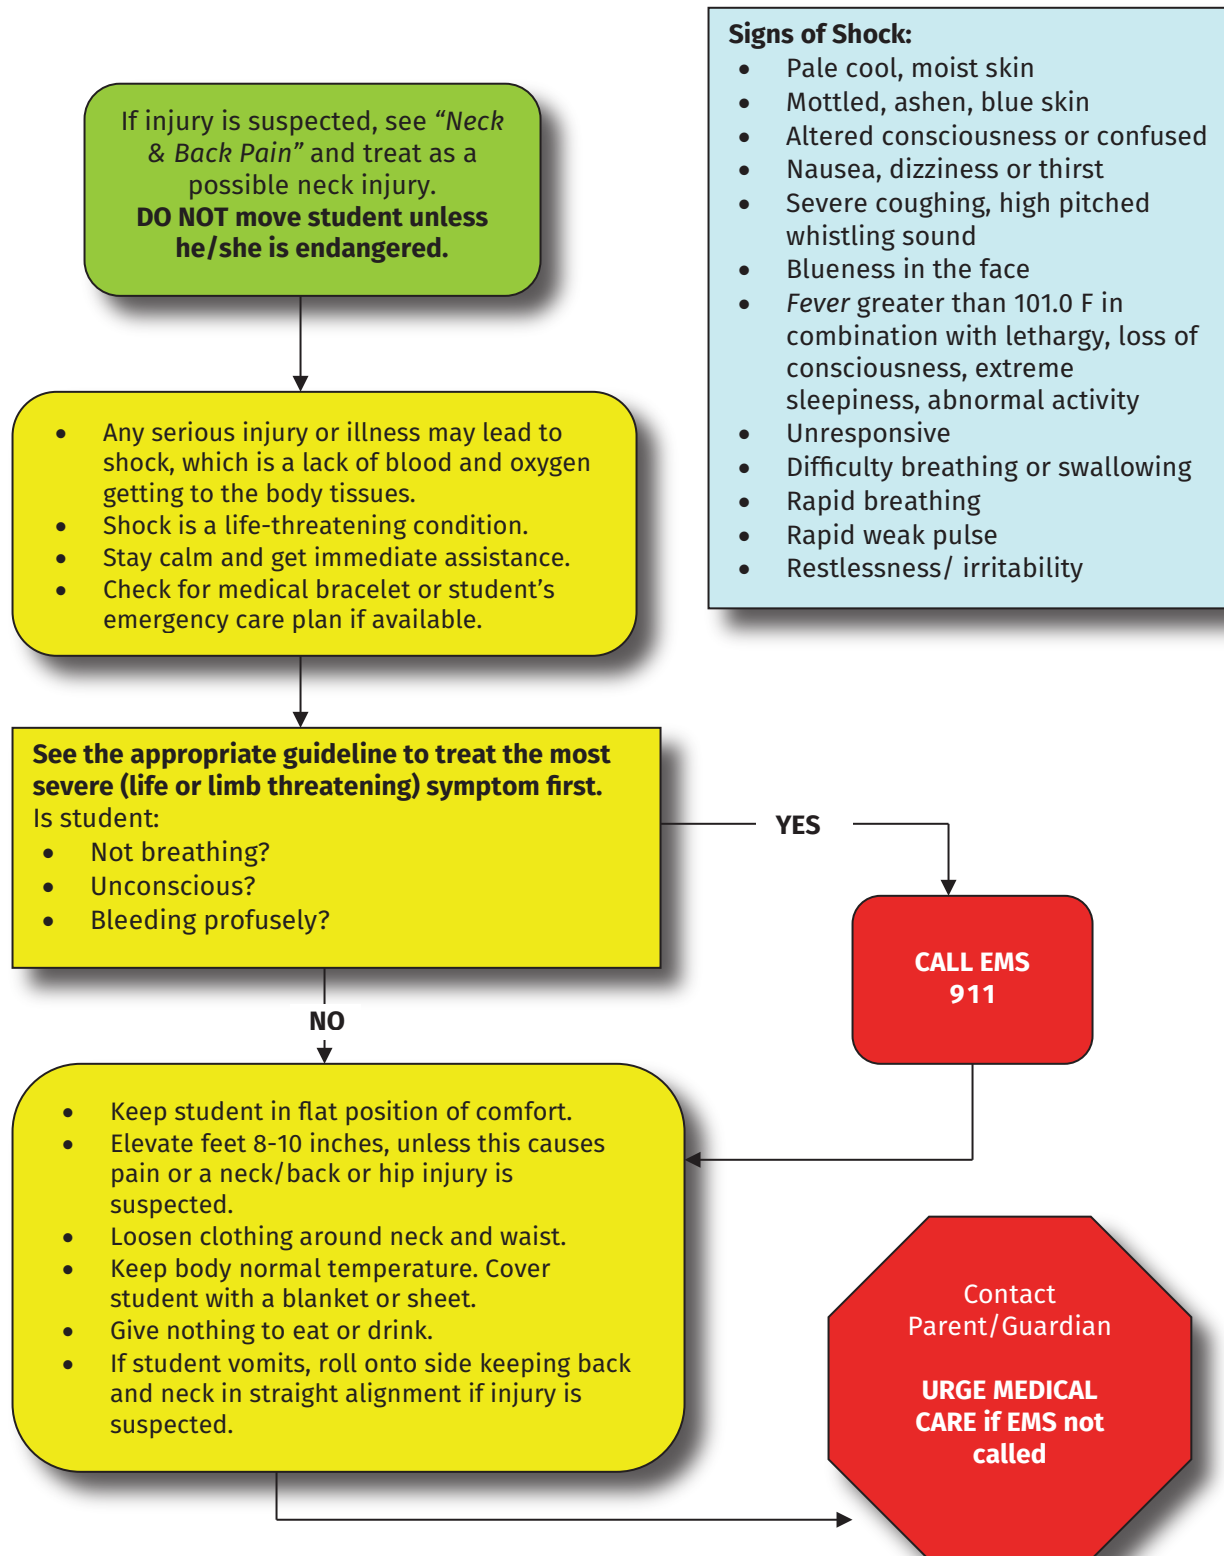 If injury is suspected, see “Neck
& Back Pain” and treat as a
possible neck injury.
DO NOT move student unless
he/she is endangered.
Signs of Shock:
• Pale cool, moist skin
• Mottled, ashen, blue skin
• Altered consciousness or confused
• Nausea, dizziness or thirst
• Severe coughing, high pitched
whistling sound
• Blueness in the face
• Fever greater than 101.0 F in
combination with lethargy, loss of
consciousness, extreme
sleepiness, abnormal activity
• Unresponsive
• Difficulty breathing or swallowing
• Rapid breathing
• Rapid weak pulse
• Restlessness/ irritability
• Any serious injury or illness may lead to
shock, which is a lack of blood and oxygen
getting to the body tissues.
• Shock is a life-threatening condition.
• Stay calm and get immediate assistance.
• Check for medical bracelet or student’s
emergency care plan if available.
See the appropriate guideline to treat the most
severe (life or limb threatening) symptom first.
Is student:
• Not breathing?
• Unconscious?
• Bleeding profusely?
YES
CALL EMS
911
NO
• Keep student in flat position of comfort.
• Elevate feet 8-10 inches, unless this causes
pain or a neck/back or hip injury is
suspected.
• Loosen clothing around neck and waist.
• Keep body normal temperature. Cover
student with a blanket or sheet.
• Give nothing to eat or drink.
• If student vomits, roll onto side keeping back
and neck in straight alignment if injury is
suspected.
Contact
Parent/Guardian
URGE MEDICAL
CARE if EMS not
called